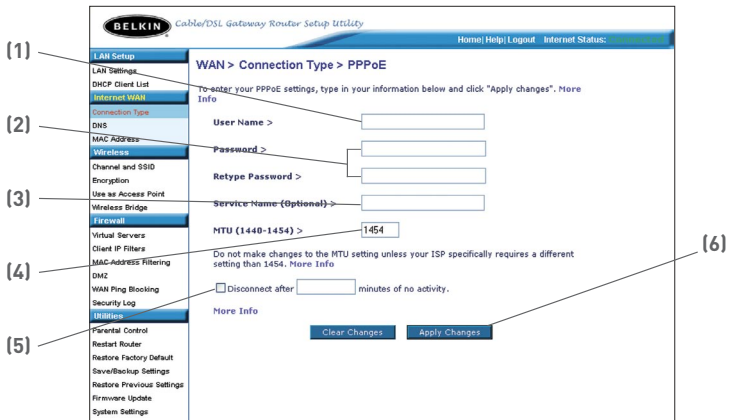 BELKIN
Cable/DSL Gateway Router Setup Utility
Home| Help| Logout Internet Status:
(1)
(2)
(3)
(4)
(5)
(6)
LAN Setup
LAN Settings
DHCP Client List
Internet WAN
Connection Type
DNS
MAC Address
Wireless
Channel and SSID
Encryption
Use as Access Point
Wireless Bridge
Firewall
Virtual Servers
Client IP Filters
MAC Address Filtering
DMZ
WAN Ping Blocking
Security Log
Utilities
Parental Control
Restart Router
Restore Factory Default
Save/Backup Settings
Restore Previous Settings
Firmware Update
System Settings
WAN > Connection Type > PPPoE
To enter your PPPoE settings, type in your information below and click "Apply changes". More
Info
User Name >
Password >
Retype Password >
Service Name (Optional) >
MTU (1440-1454) > 1454
Do not make changes to the MTU setting unless your ISP specifically requires a different
setting than 1454. More Info
Disconnect after minutes of no activity.
More Info
Clear Changes Apply Changes